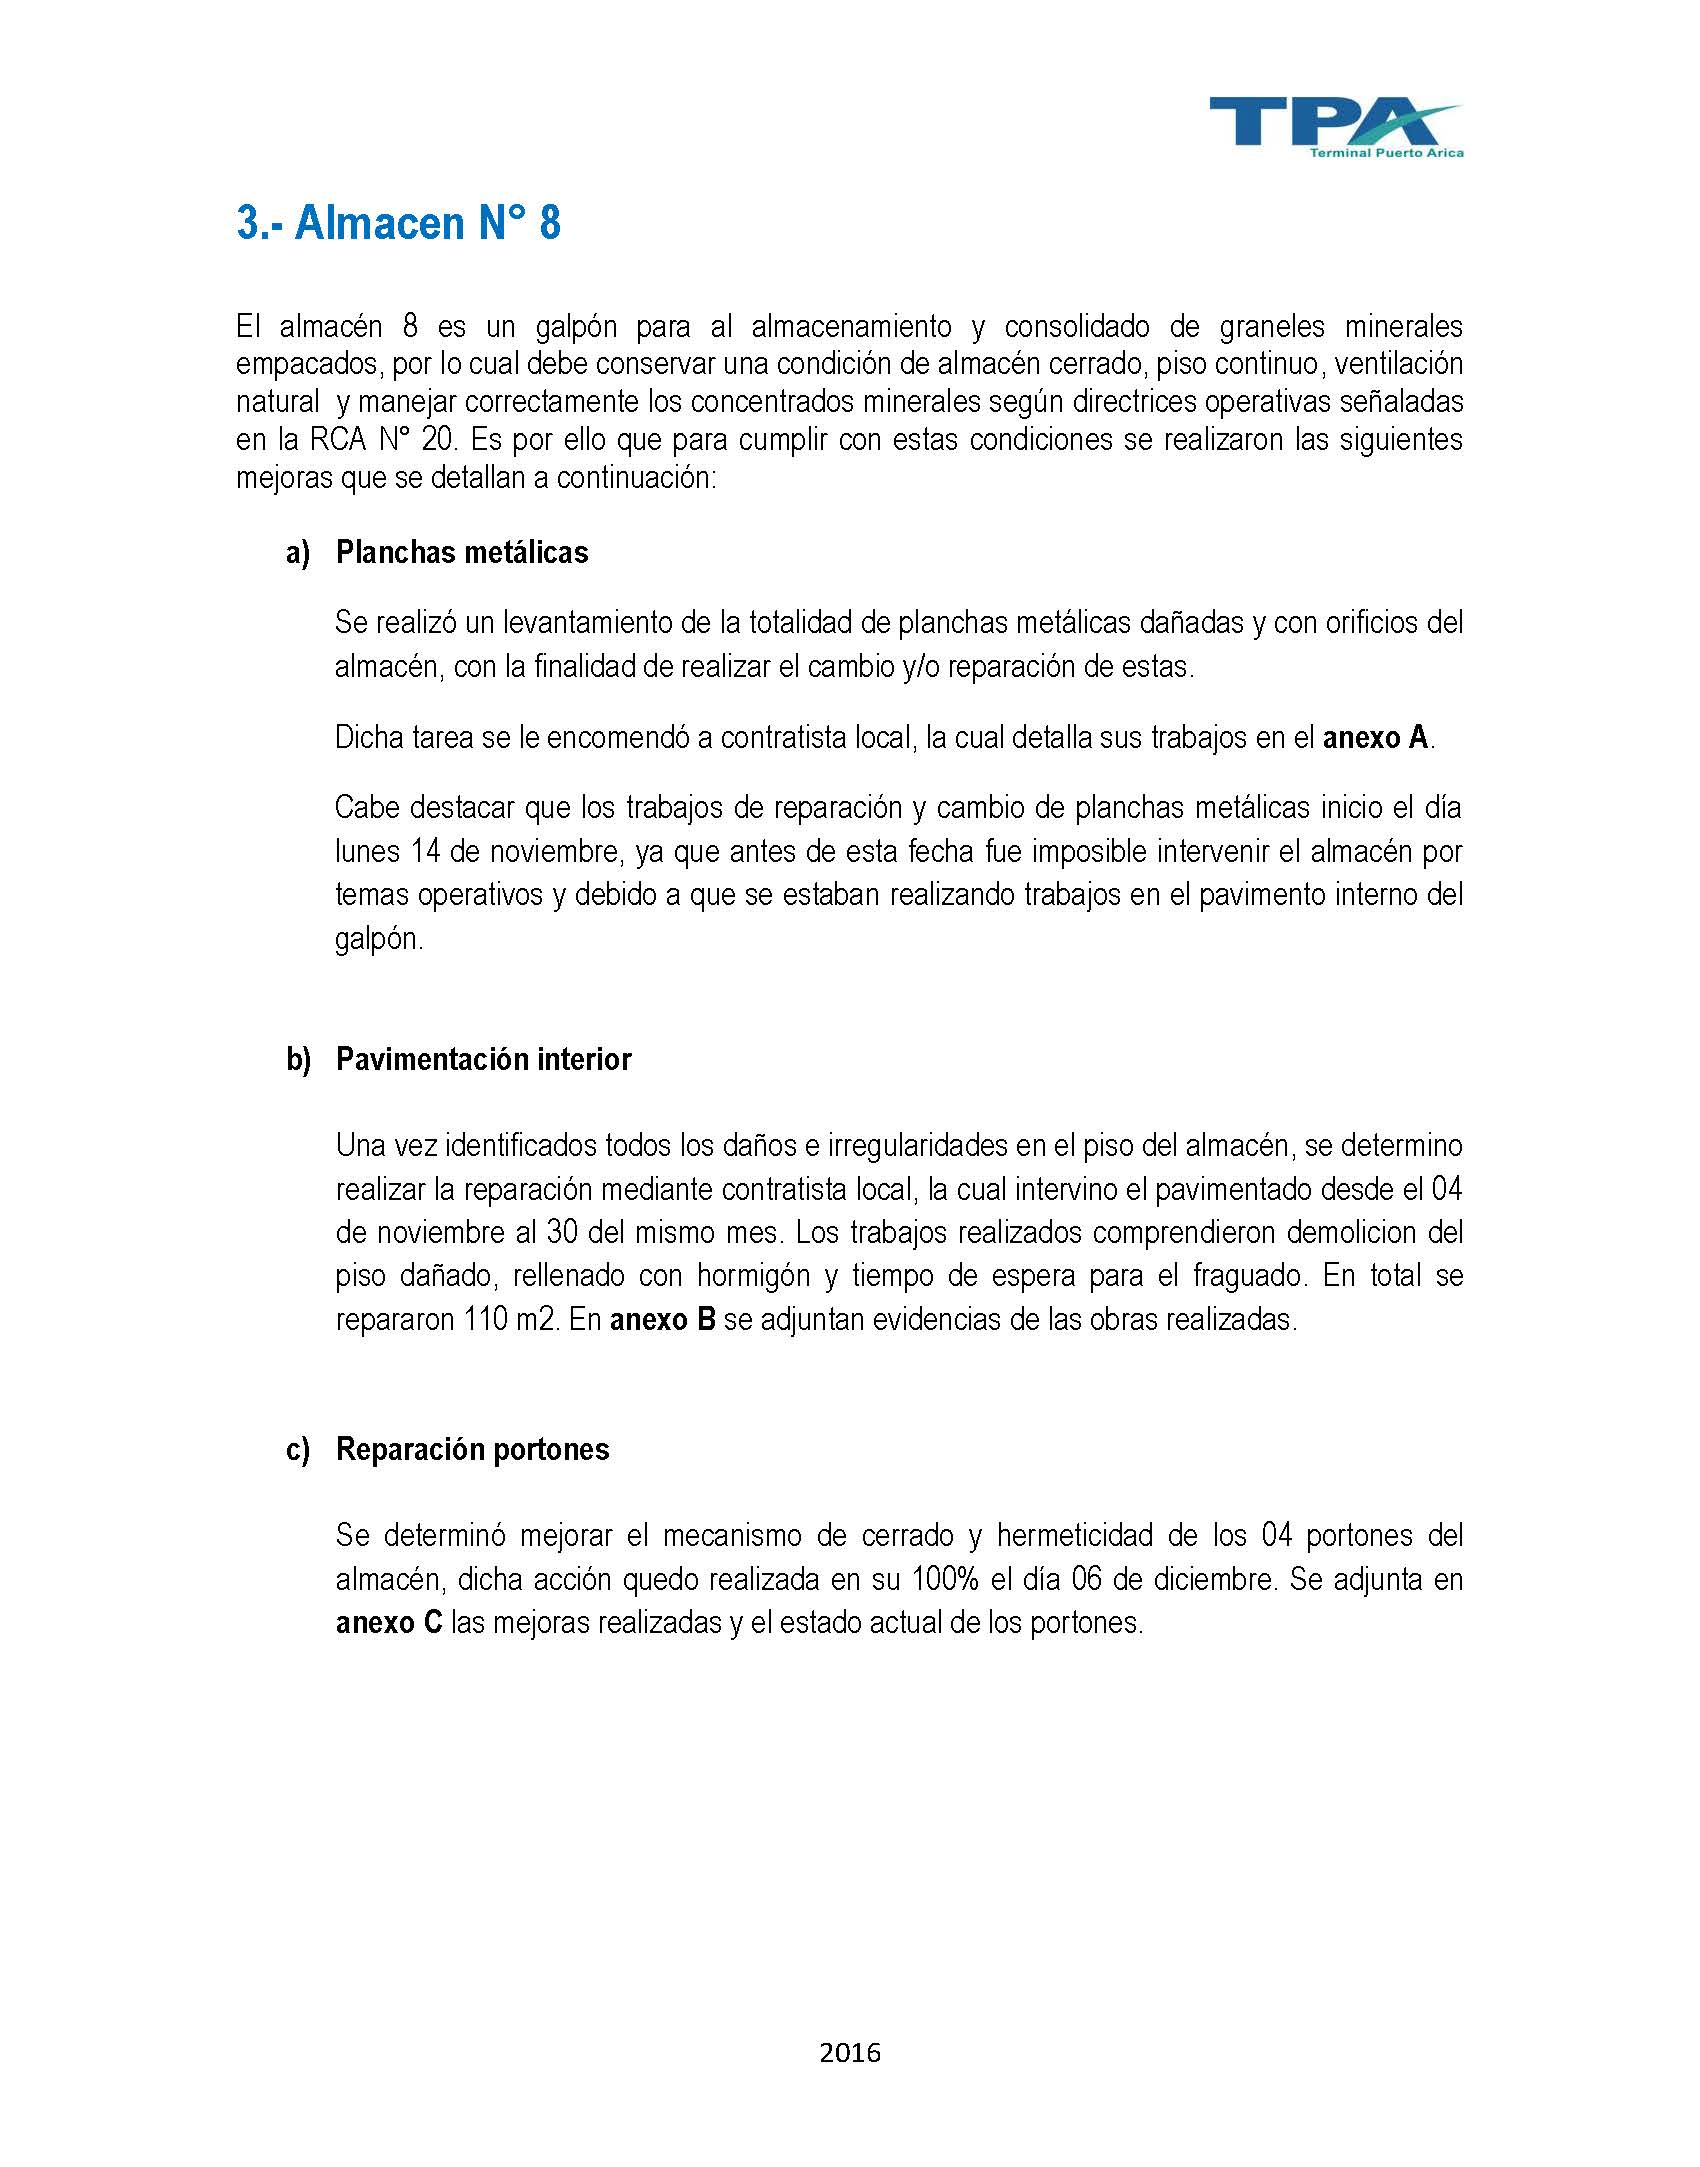 TPA
Terminal Puerto Arica
3.- Almacen N° 8
El almacén 8 es un galpón para al almacenamiento y consolidado de graneles minerales
empacados, por lo cual debe conservar una condición de almacén cerrado, piso continuo, ventilación
natural  y manejar correctamente los concentrados minerales según directrices operativas señaladas
en la RCA N° 20. Es por ello que para cumplir con estas condiciones se realizaron las siguientes
mejoras que se detallan a continuación:
a) Planchas metálicas
Se realizó un levantamiento de la totalidad de planchas metálicas dañadas y con orificios del
almacén, con la finalidad de realizar el cambio y/o reparación de estas.
Dicha tarea se le encomendó a contratista local, la cual detalla sus trabajos en el anexo A.
Cabe destacar que los trabajos de reparación y cambio de planchas metálicas inicio el día
lunes 14 de noviembre, ya que antes de esta fecha fue imposible intervenir el almacén por
temas operativos y debido a que se estaban realizando trabajos en el pavimento interno del
galpón.
b) Pavimentación interior
Una vez identificados todos los daños e irregularidades en el piso del almacén, se determino
realizar la reparación mediante contratista local, la cual intervino el pavimentado desde el 04
de noviembre al 30 del mismo mes. Los trabajos realizados comprendieron demolicion del
piso dañado, rellenado con hormigón y tiempo de espera para el fraguado. En total se
repararon 110 m2. En anexo B se adjuntan evidencias de las obras realizadas.
c) Reparación portones
Se determinó mejorar el mecanismo de cerrado y hermeticidad de los 04 portones del
almacén, dicha acción quedo realizada en su 100% el día 06 de diciembre. Se adjunta en
anexo C las mejoras realizadas y el estado actual de los portones.
2016